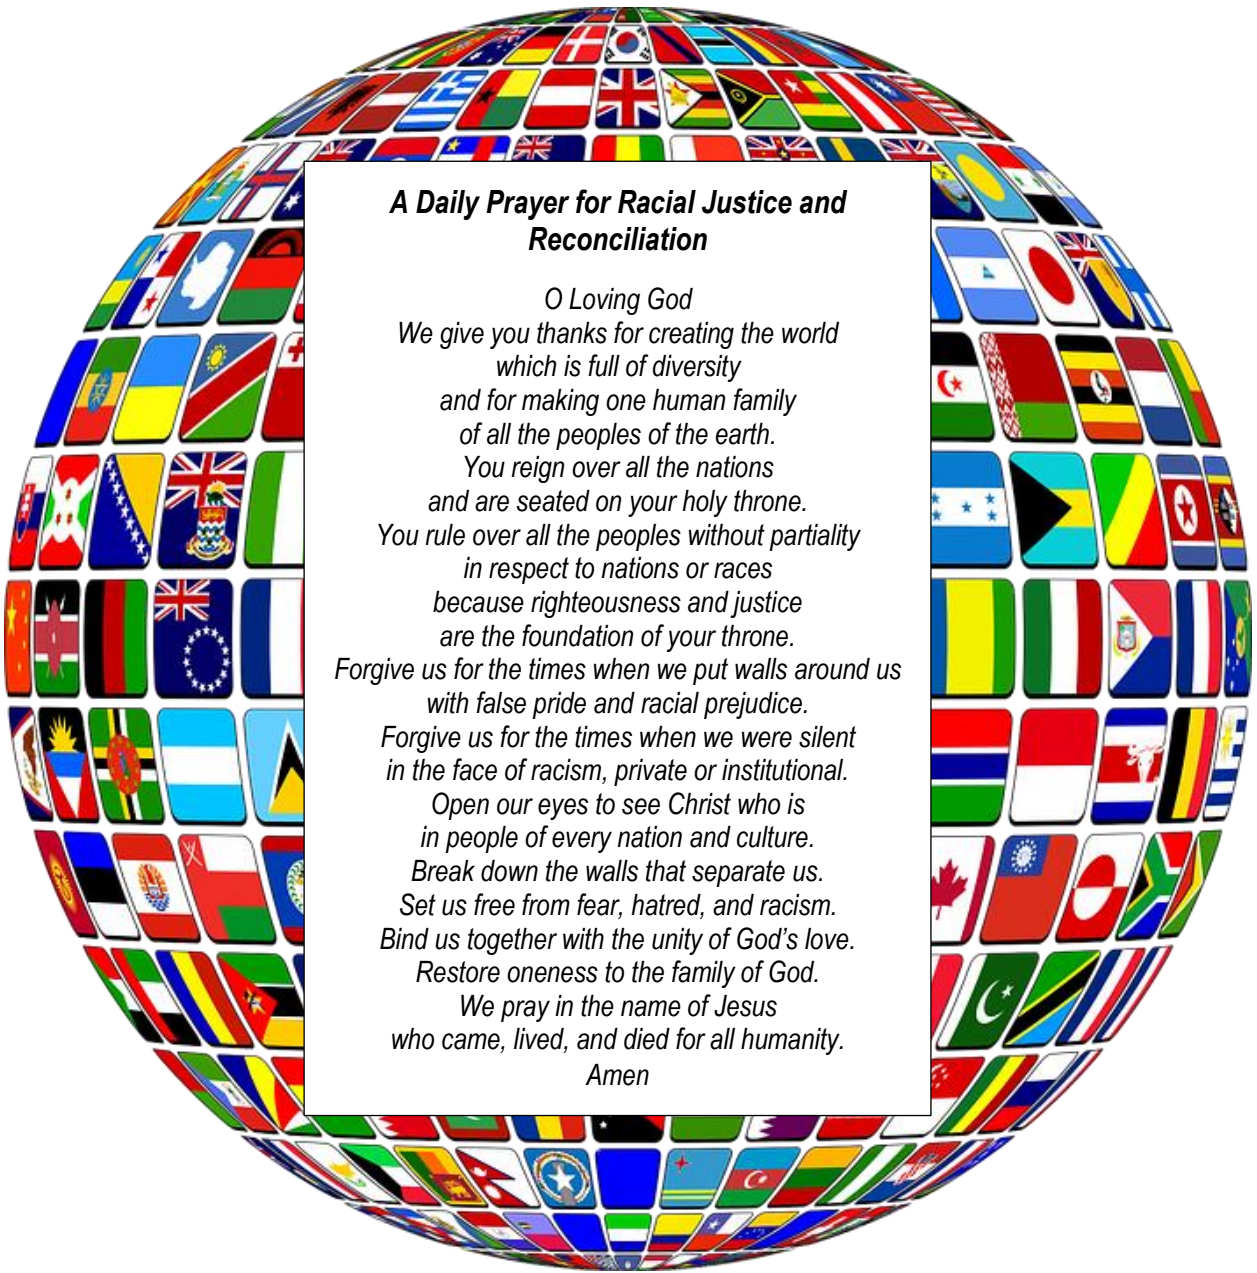 A Daily Prayer for Racial Justice and
Reconciliation
O Loving God
We give you thanks for creating the world
which is full of diversity
and for making one human family
of all the peoples of the earth.
You reign over all the nations
and are seated on your holy throne.
You rule over all the peoples without partiality
in respect to nations or races
because righteousness and justice
are the foundation of your throne.
Forgive us for the times when we put walls around us
with false pride and racial prejudice.
Forgive us for the times when we were silent
in the face of racism, private or institutional.
Open our eyes to see Christ who is
in people of every nation and culture.
Break down the walls that separate us.
Set us free from fear, hatred, and racism.
Bind us together with the unity of God’s love.
Restore oneness to the family of God.
We pray in the name of Jesus
who came, lived, and died for all humanity.
Amen